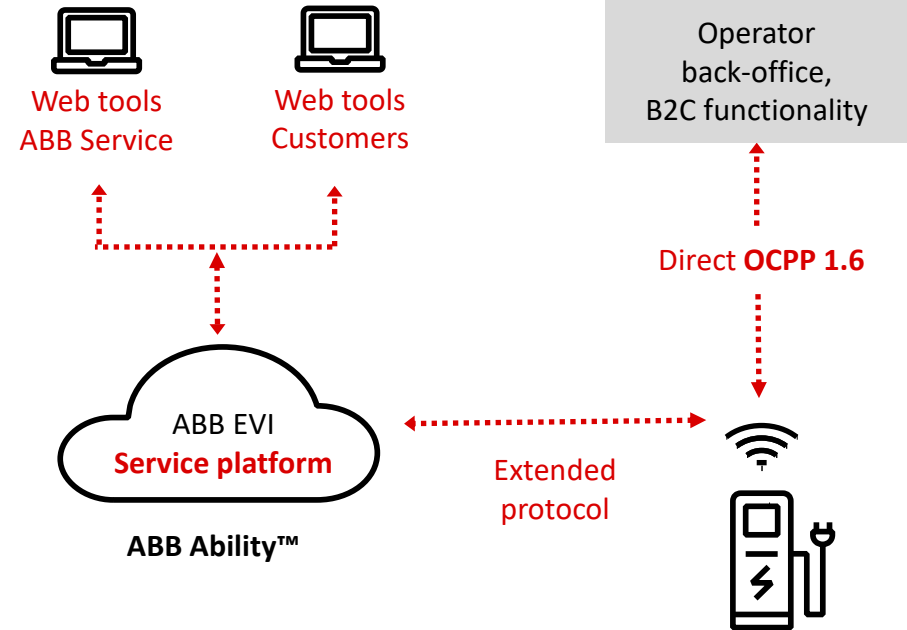 Web tools
ABB Service
Web tools
Customers
Operator
back-office,
B2C functionality
Direct OCPP 1.6
ABB EVI
Service platform
Extended
protocol
ABB Ability™